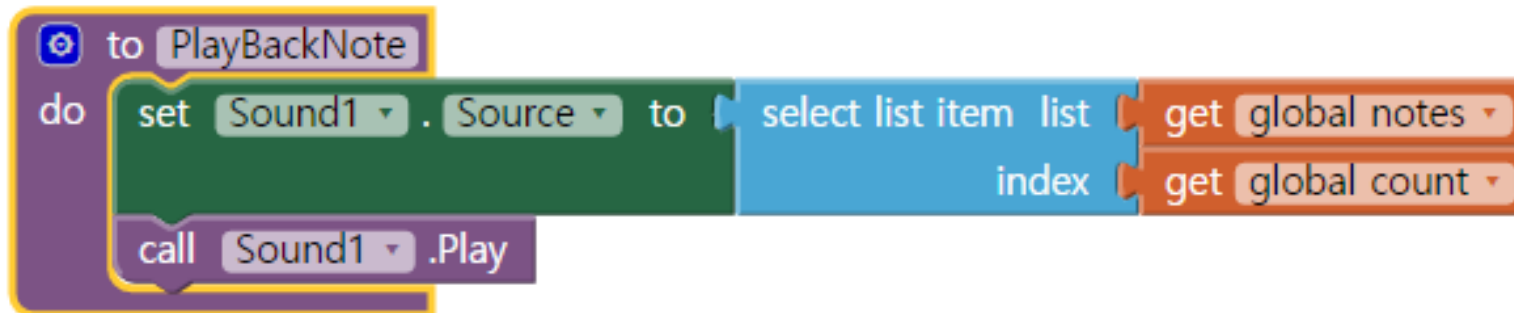 to PlayBackNote
do set Sound1 . Source to select list item list get global notes
index get global count
call Sound1 .Play